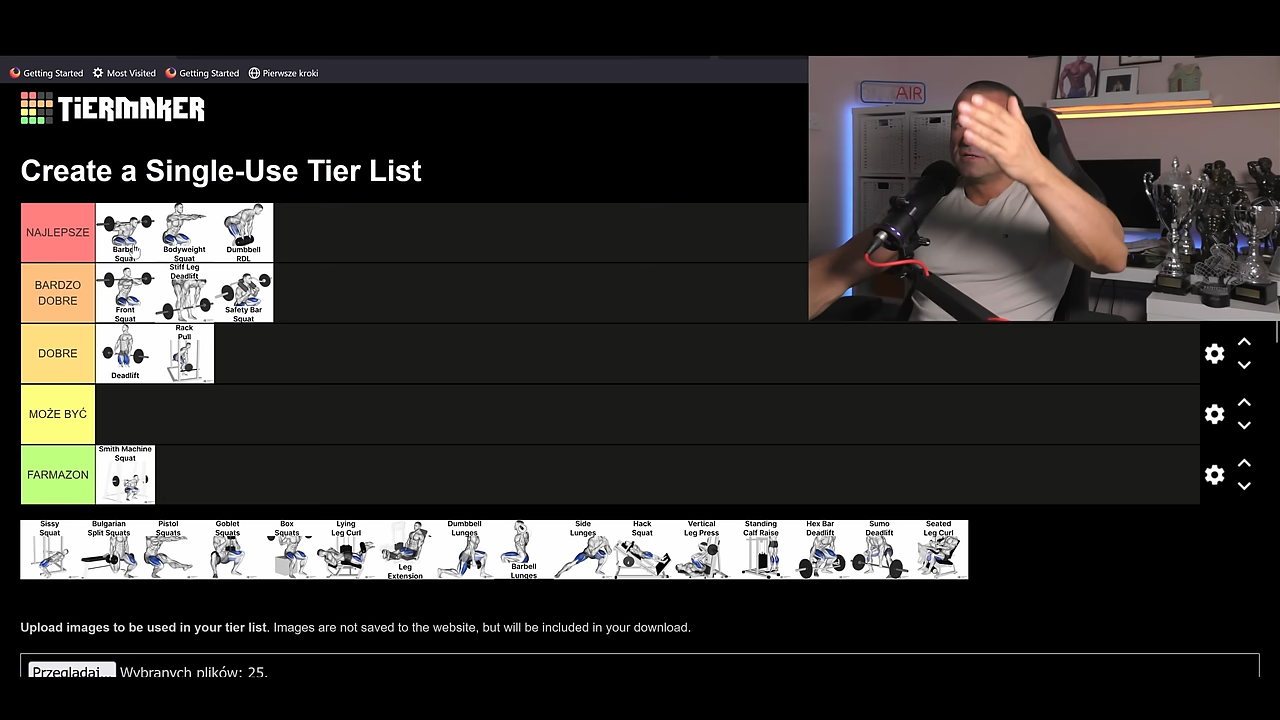 Getting Started Most Visited Getting Started Pierwsze kroki
TiERMAKER
AIR
Create a Single-Use Tier List
NAJLEPSZE
Barbell
Squat
Bodyweight
Squat
Dumbbell
RDL
BARDZO
DOBRE
Front
Squat
Stiff Leg
Deadlift
Safety Bar
Squat
DOBRE
Deadlift
Rack
Pull
MOŻE BYĆ
FARMAZON
Smith Machine
Squat
Sissy
Squat
Bulgarian
Split Squats
Pistol
Squats
Goblet
Squats
Box
Squats
Lying
Leg Curl
Leg
Extension
Dumbbell
Lunges
Barbell
Lunges
Side
Lunges
Hack
Squat
Vertical
Leg Press
Standing
Calf Raise
Hex Bar
Deadlift
Sumo
Deadlift
Seated
Leg Curl
Upload images to be used in your tier list. Images are not saved to the website, but will be included in your download.
Przeglądaj... Wybranych plików: 25.